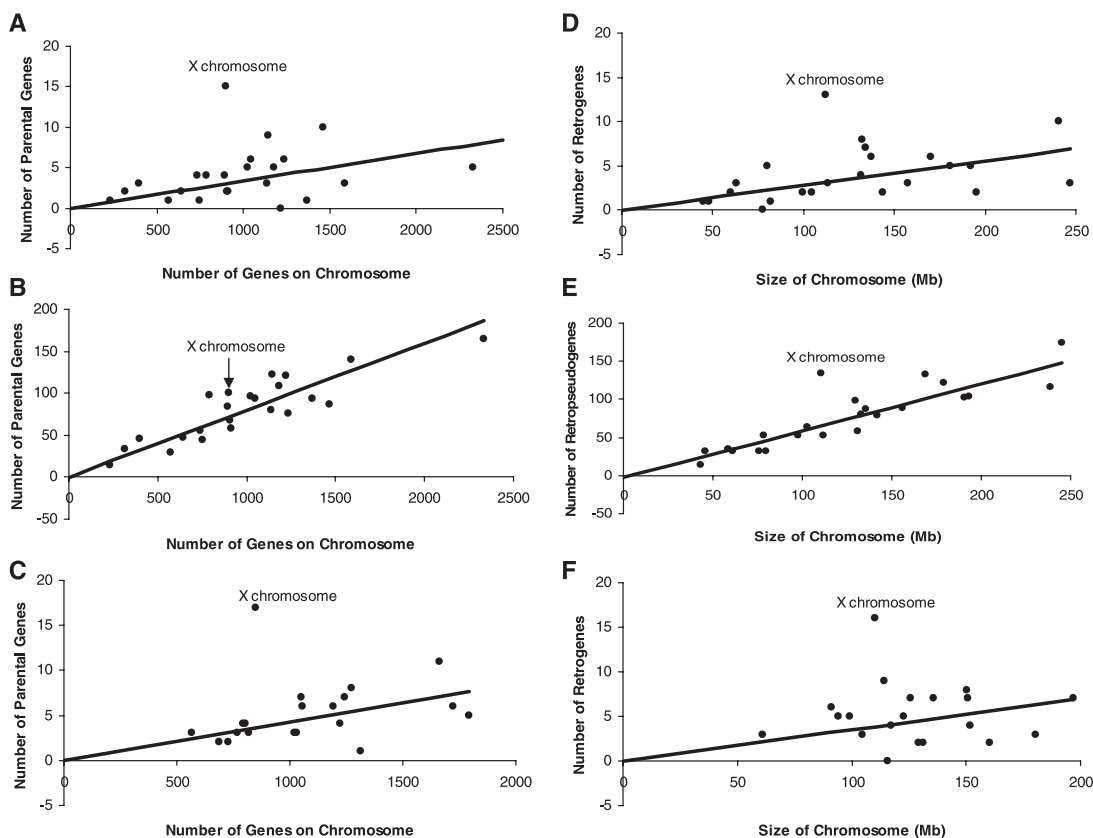 A
Number of Parental Genes
20
15
10
5
0
-5
X chromosome
0
500
1000
1500
2000
2500
Number of Genes on Chromosome
B
Number of Parental Genes
200
150
100
50
0
-50
X chromosome
0
500
1000
1500
2000
2500
Number of Genes on Chromosome
C
Number of Parental Genes
20
15
10
5
0
-5
X chromosome
0
500
1000
1500
2000
Number of Genes on Chromosome
D
Number of Retrogenes
20
15
10
5
0
-5
X chromosome
0
50
100
150
200
250
Size of Chromosome (Mb)
E
Number of Retropseudogenes
200
150
100
50
0
-50
X chromosome
0
50
100
150
200
250
Size of Chromosome (Mb)
F
Number of Retrogenes
20
15
10
5
0
-5
X chromosome
0
50
100
150
200
Size of Chromosome (Mb)